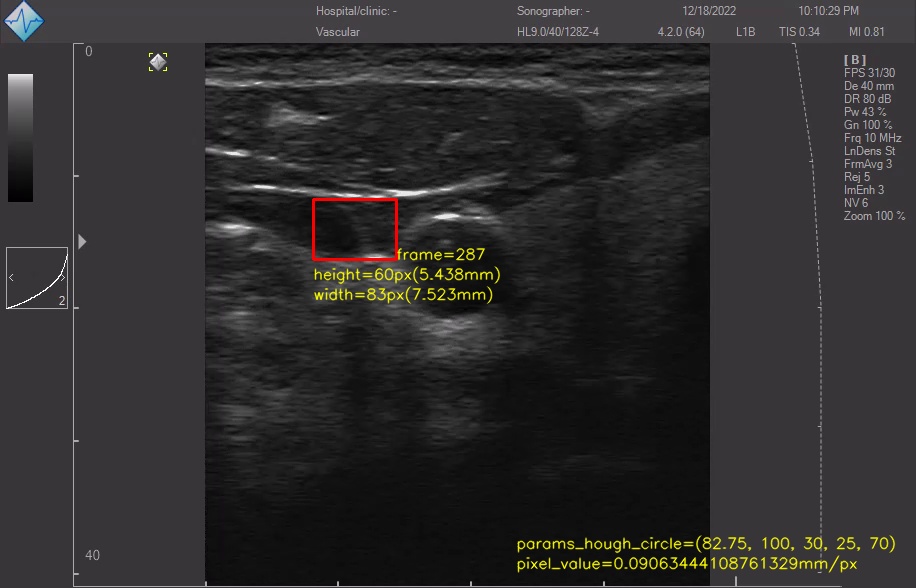 Hospital/clinic: - Sonographer: - 12/18/2022 10:10:29 PM
Vascular HL9.0/40/128Z-4 4.2.0 (64) L1B TIS 0.34 MI 0.81
0
[ B ]
FPS 31/30
De 40 mm
DR 80 dB
Pw 43 %
Gn 100 %
Frq 10 MHz
LnDens St
FrmAvg 3
Rej 5
ImEnh 3
NV 6
Zoom 100 %
frame=287
height=60px(5.438mm)
width=83px(7.523mm)
2
params_hough_circle=(82.75, 100, 30, 25, 70)
40
pixel_value=0.09063444108761329mm/px